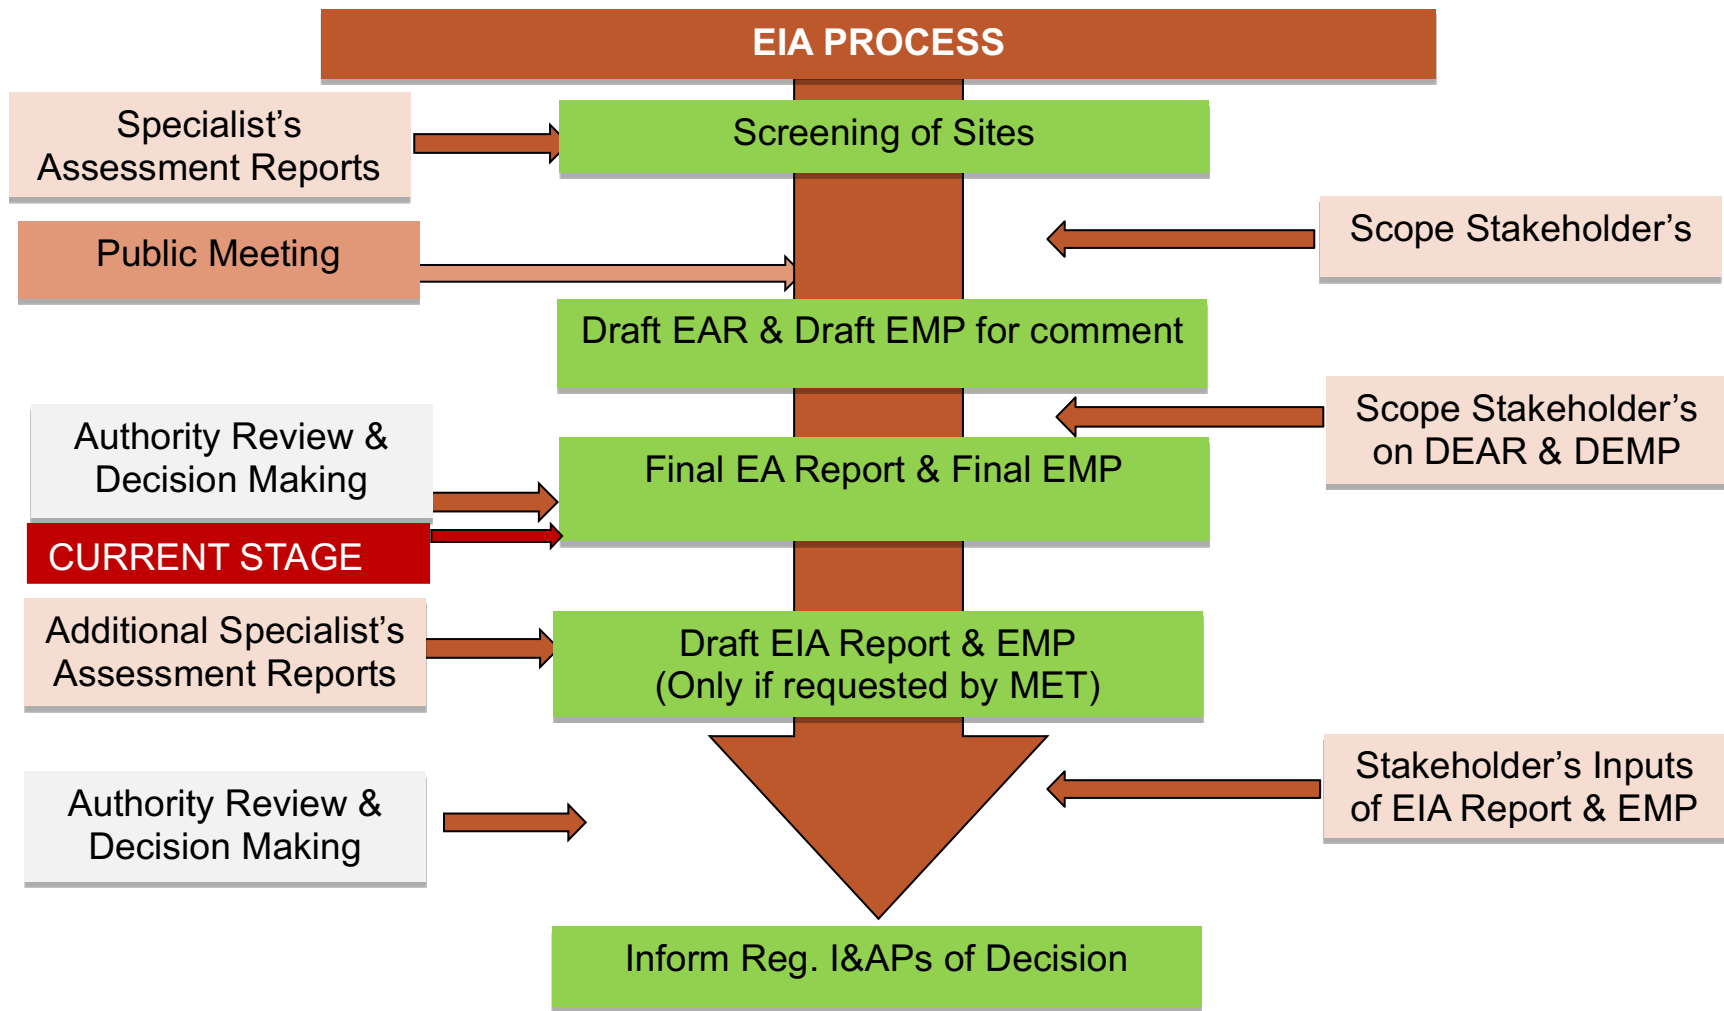 EIA PROCESS
Specialist’s
Assessment Reports
Screening of Sites
Scope Stakeholder’s
Public Meeting
Draft EAR & Draft EMP for comment
Scope Stakeholder’s
on DEAR & DEMP
Authority Review &
Decision Making
Final EA Report & Final EMP
CURRENT STAGE
Additional Specialist’s
Assessment Reports
Draft EIA Report & EMP
(Only if requested by MET)
Stakeholder’s Inputs
of EIA Report & EMP
Authority Review &
Decision Making
Inform Reg. I&APs of Decision